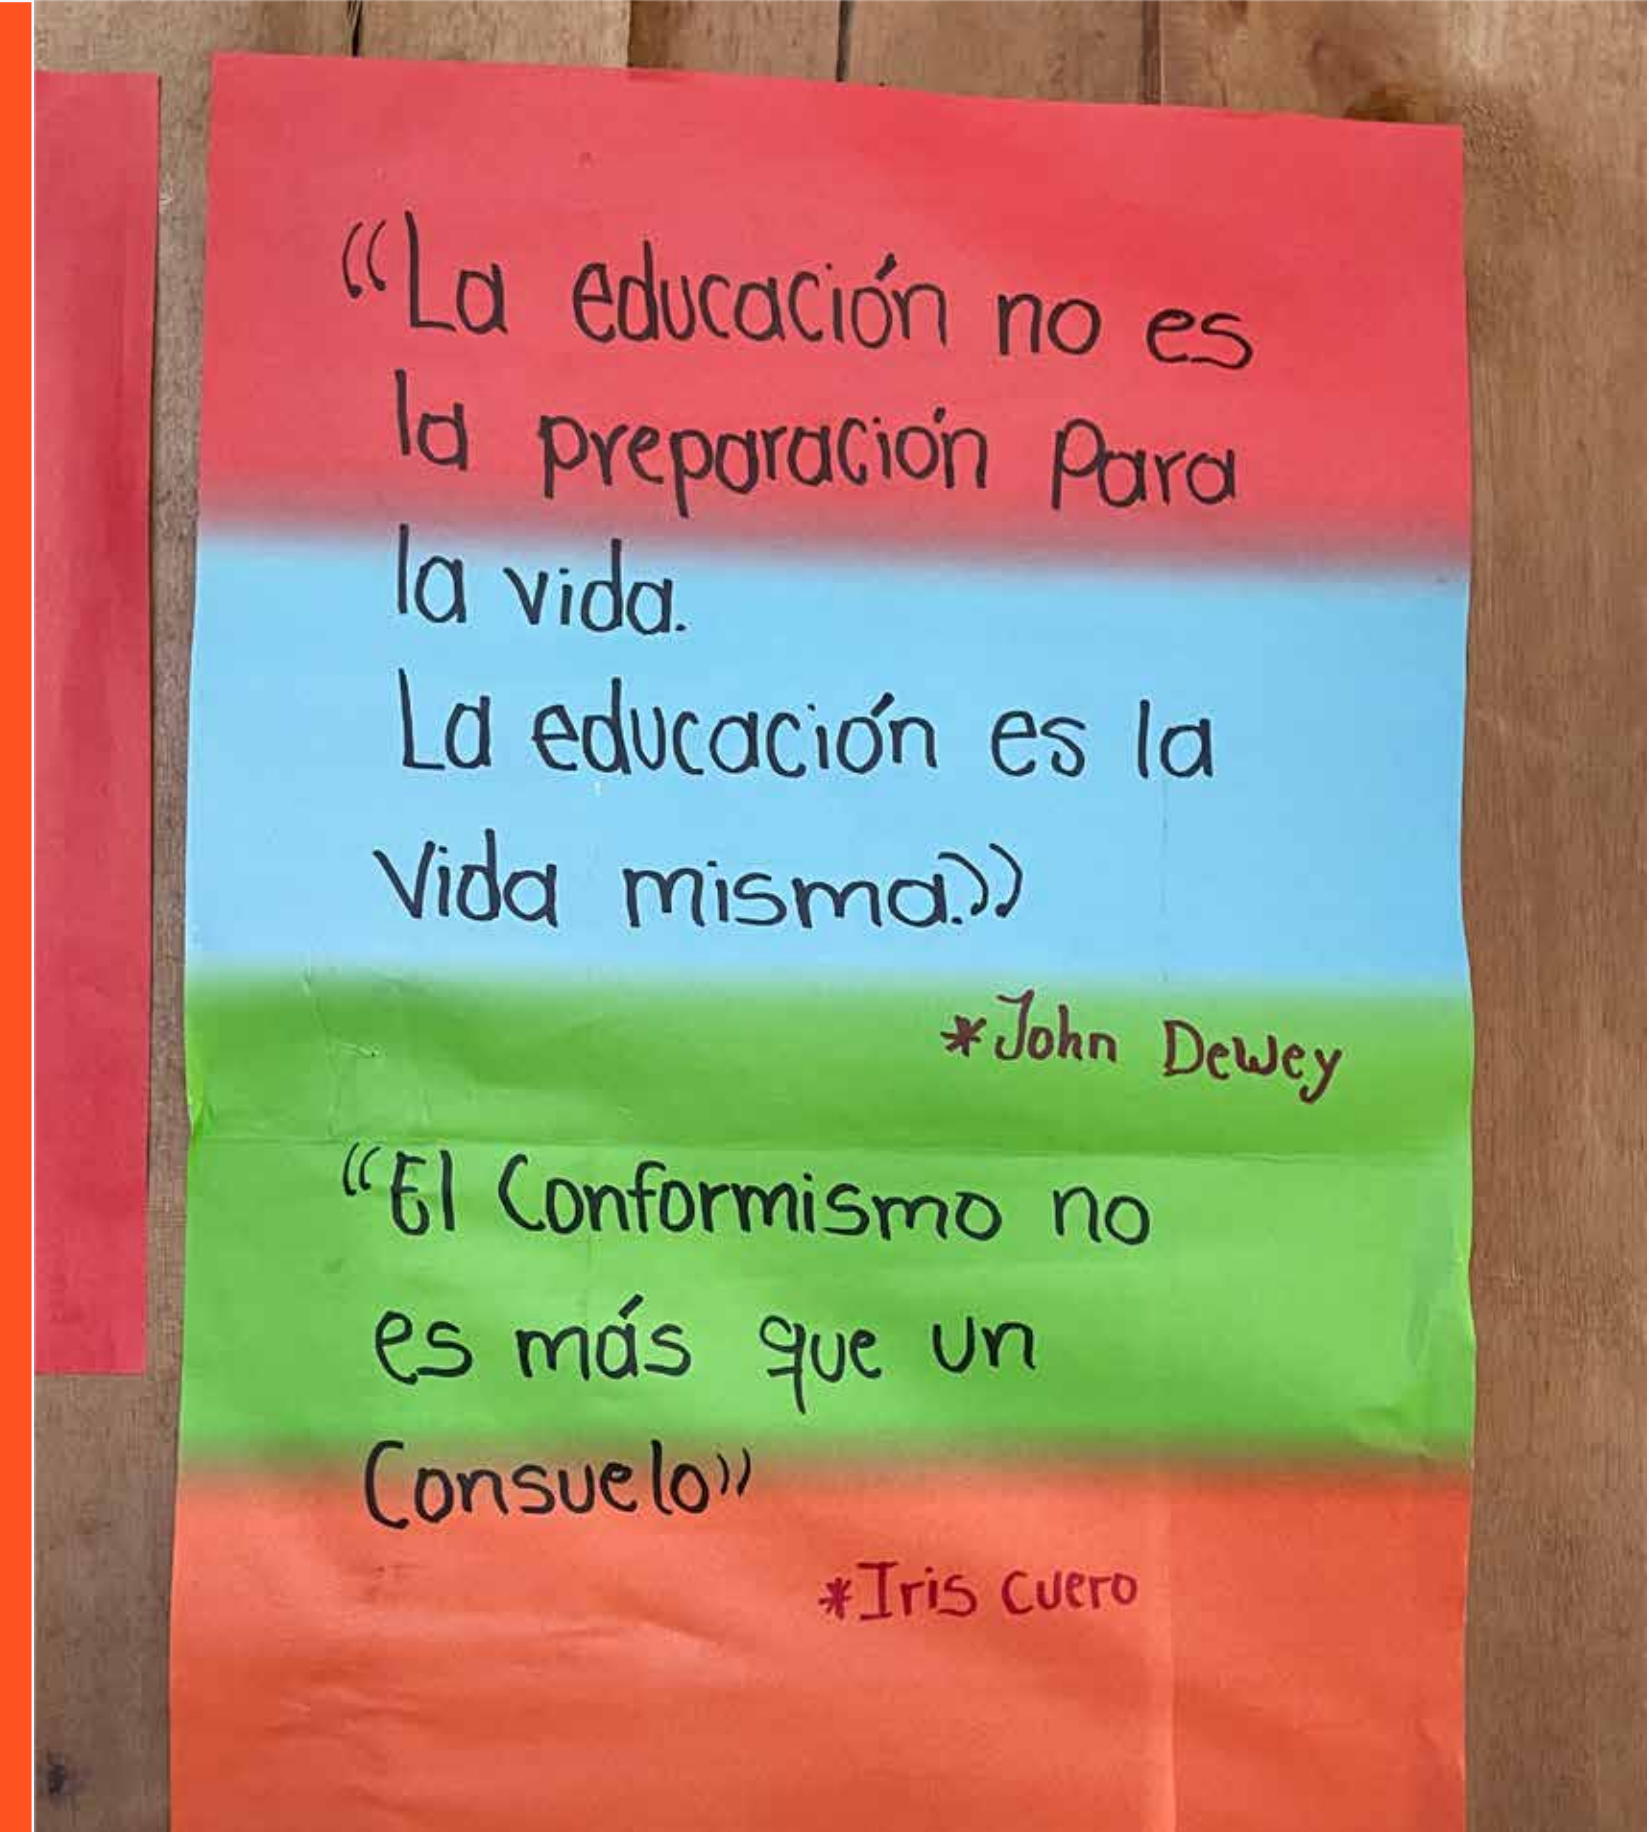 “La educación no es
la preparación Para
la vida.
La educación es la
Vida misma.”
*John Dewey
“El Conformismo no
es más que un
Consuelo”
*Iris Cuero